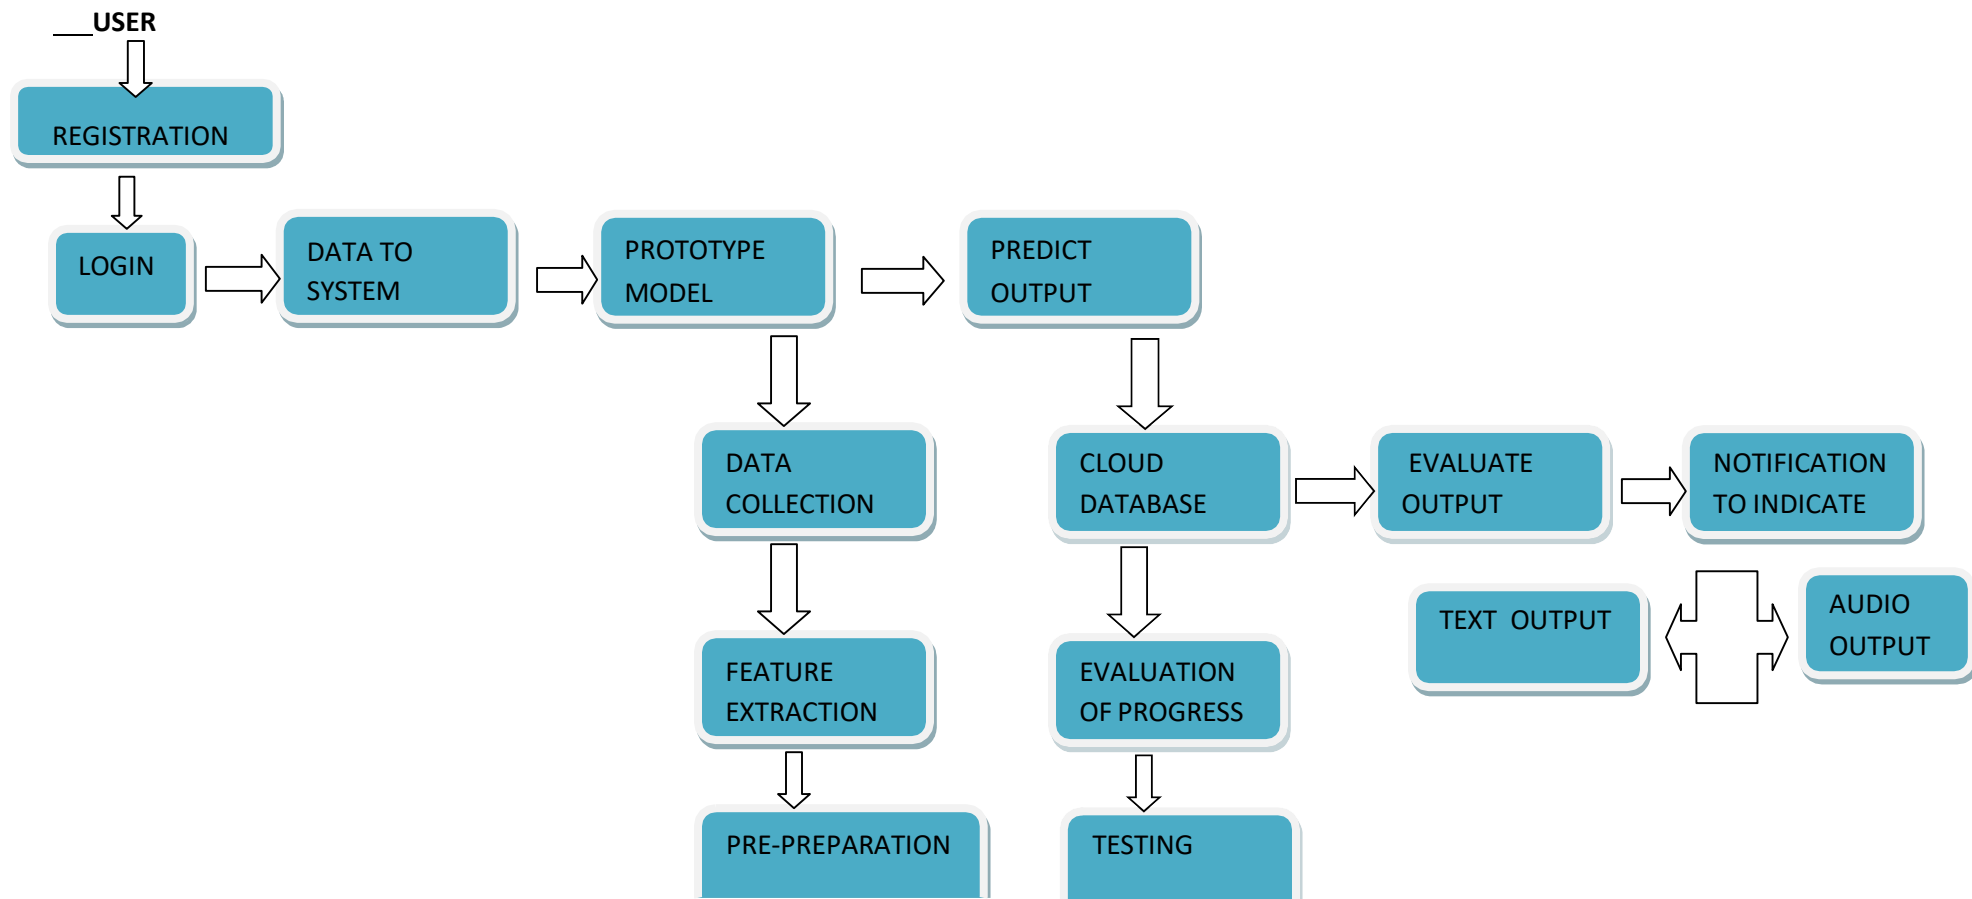 ___USER
REGISTRATION
LOGIN
DATA TO
SYSTEM
PROTOTYPE
MODEL
PREDICT
OUTPUT
DATA
COLLECTION
CLOUD
DATABASE
EVALUATE
OUTPUT
NOTIFICATION
TO INDICATE
TEXT OUTPUT
AUDIO
OUTPUT
FEATURE
EXTRACTION
EVALUATION
OF PROGRESS
PRE-PREPARATION
TESTING